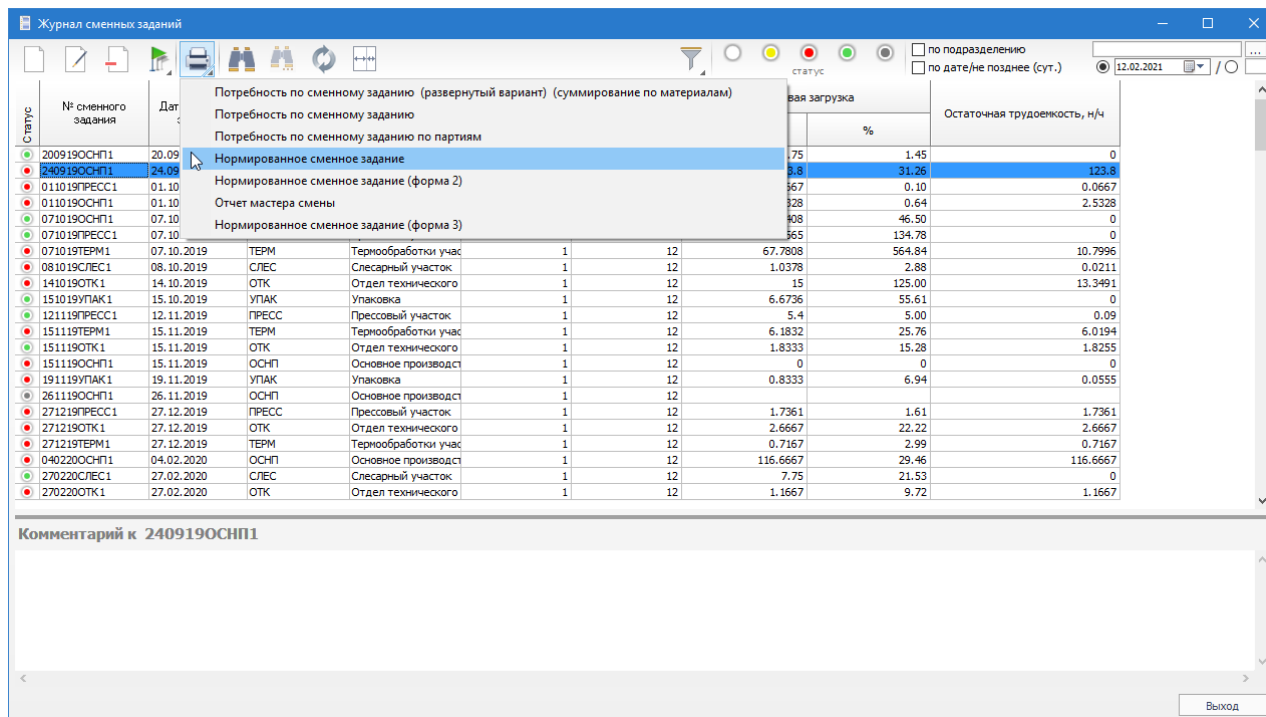 Журнал сменных заданий
по подразделению
...
статус
по дате/не позднее (сут.) 12.02.2021 /
Статус № сменного задания Дат вая загрузка Остаточная трудоемкость, н/ч
%
Потребность по сменному заданию (развернутый вариант) (суммирование по материалам)
Потребность по сменному заданию
Потребность по сменному заданию по партиям
Нормированное сменное задание
Нормированное сменное задание (форма 2)
Отчет мастера смены
Нормированное сменное задание (форма 3)
200919ОСНП1 20.09 .75 1.45 0
240919ОСНП1 24.09 3.8 31.26 123.8
011019ПРЕСС1 01.10 667 0.10 0.0667
011019ОСНП1 01.10 328 0.64 2.5328
071019ОСНП1 07.10 408 46.50 0
071019ПРЕСС1 07.10 565 134.78 0
071019ТЕРМ1 07.10.2019 ТЕРМ Термообработки учас 1 12 67.7808 564.84 10.7996
081019СЛЕС1 08.10.2019 СЛЕС Слесарный участок 1 12 1.0378 2.88 0.0211
141019ОТК1 14.10.2019 ОТК Отдел технического 1 12 15 125.00 13.3491
151019УПАК1 15.10.2019 УПАК Упаковка 1 12 6.6736 55.61 0
121119ПРЕСС1 12.11.2019 ПРЕСС Прессовый участок 1 12 5.4 5.00 0.09
151119ТЕРМ1 15.11.2019 ТЕРМ Термообработки учас 1 12 6.1832 25.76 6.0194
151119ОТК1 15.11.2019 ОТК Отдел технического 1 12 1.8333 15.28 1.8255
151119ОСНП1 15.11.2019 ОСНП Основное производст 1 12 0 0 0
191119УПАК1 19.11.2019 УПАК Упаковка 1 12 0.8333 6.94 0.0555
261119ОСНП1 26.11.2019 ОСНП Основное производст 1 12
271219ПРЕСС1 27.12.2019 ПРЕСС Прессовый участок 1 12 1.7361 1.61 1.7361
271219ОТК1 27.12.2019 ОТК Отдел технического 1 12 2.6667 22.22 2.6667
271219ТЕРМ1 27.12.2019 ТЕРМ Термообработки учас 1 12 0.7167 2.99 0.7167
040220ОСНП1 04.02.2020 ОСНП Основное производст 1 12 116.6667 29.46 116.6667
270220СЛЕС1 27.02.2020 СЛЕС Слесарный участок 1 12 7.75 21.53 0
270220ОТК1 27.02.2020 ОТК Отдел технического 1 12 1.1667 9.72 1.1667
Комментарий к 240919ОСНП1
Выход